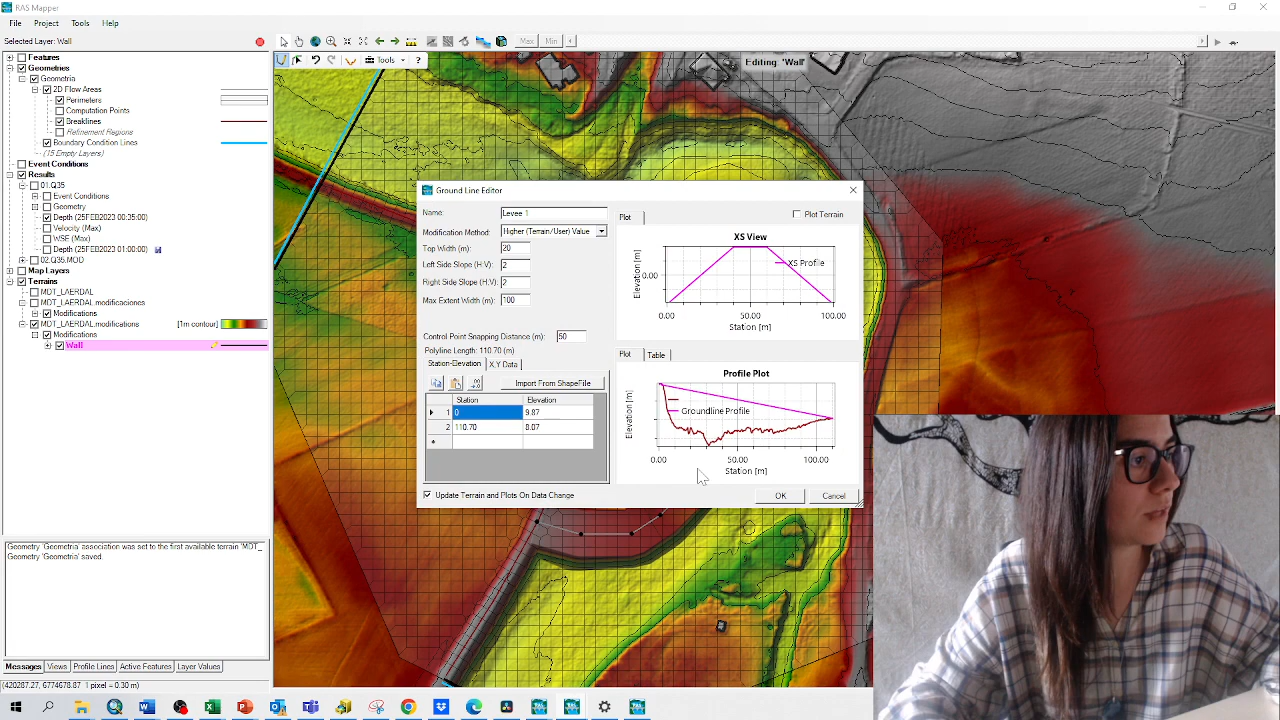 RAS Mapper
File Project Tools Help
Selected Layer: Wall
Max Min
Tools ?
Editing: 'Wall'
Features
Geometries
Geometria
2D Flow Areas
Perimeters
Computation Points
Breaklines
Refinement Regions
Boundary Condition Lines
(15 Empty Layers)
Event Conditions
Results
01.Q35
Event Conditions
Geometry
Depth (25FEB2023 00:35:00)
Velocity (Max)
WSE (Max)
Depth (25FEB2023 01:00:00)
02.Q35.MOD
Map Layers
Terrains
MDT_LAERDAL
MDT_LAERDAL.modificaciones
Modifications
MDT_LAERDAL.modifications [1m contour]
Modifications
Wall
Ground Line Editor
Name: Levee 1
Modification Method: Higher (Terrain/User) Value
Top Width (m): 20
Left Side Slope (H:V): 2
Right Side Slope (H:V): 2
Max Extent Width (m): 100
Control Point Snapping Distance (m): 50
Polyline Length: 110.70 (m)
Station-Elevation X,Y Data
Import From ShapeFile
Station Elevation
1 0 9.87
2 110.70 8.07
Update Terrain and Plots On Data Change
Plot
Plot Terrain
XS View
Elevation [m]
0.00
XS Profile
0.00 50.00 100.00
Station [m]
Plot Table
Profile Plot
Elevation [m]
Groundline Profile
0.00 50.00 100.00
Station [m]
OK Cancel
Geometry 'Geometria' association was set to the first available terrain 'MDT_
Geometry 'Geometria' saved.
Messages Views Profile Lines Active Features Layer Values
(420287.27, 6774678.87 1 pixel = 0.30 m)